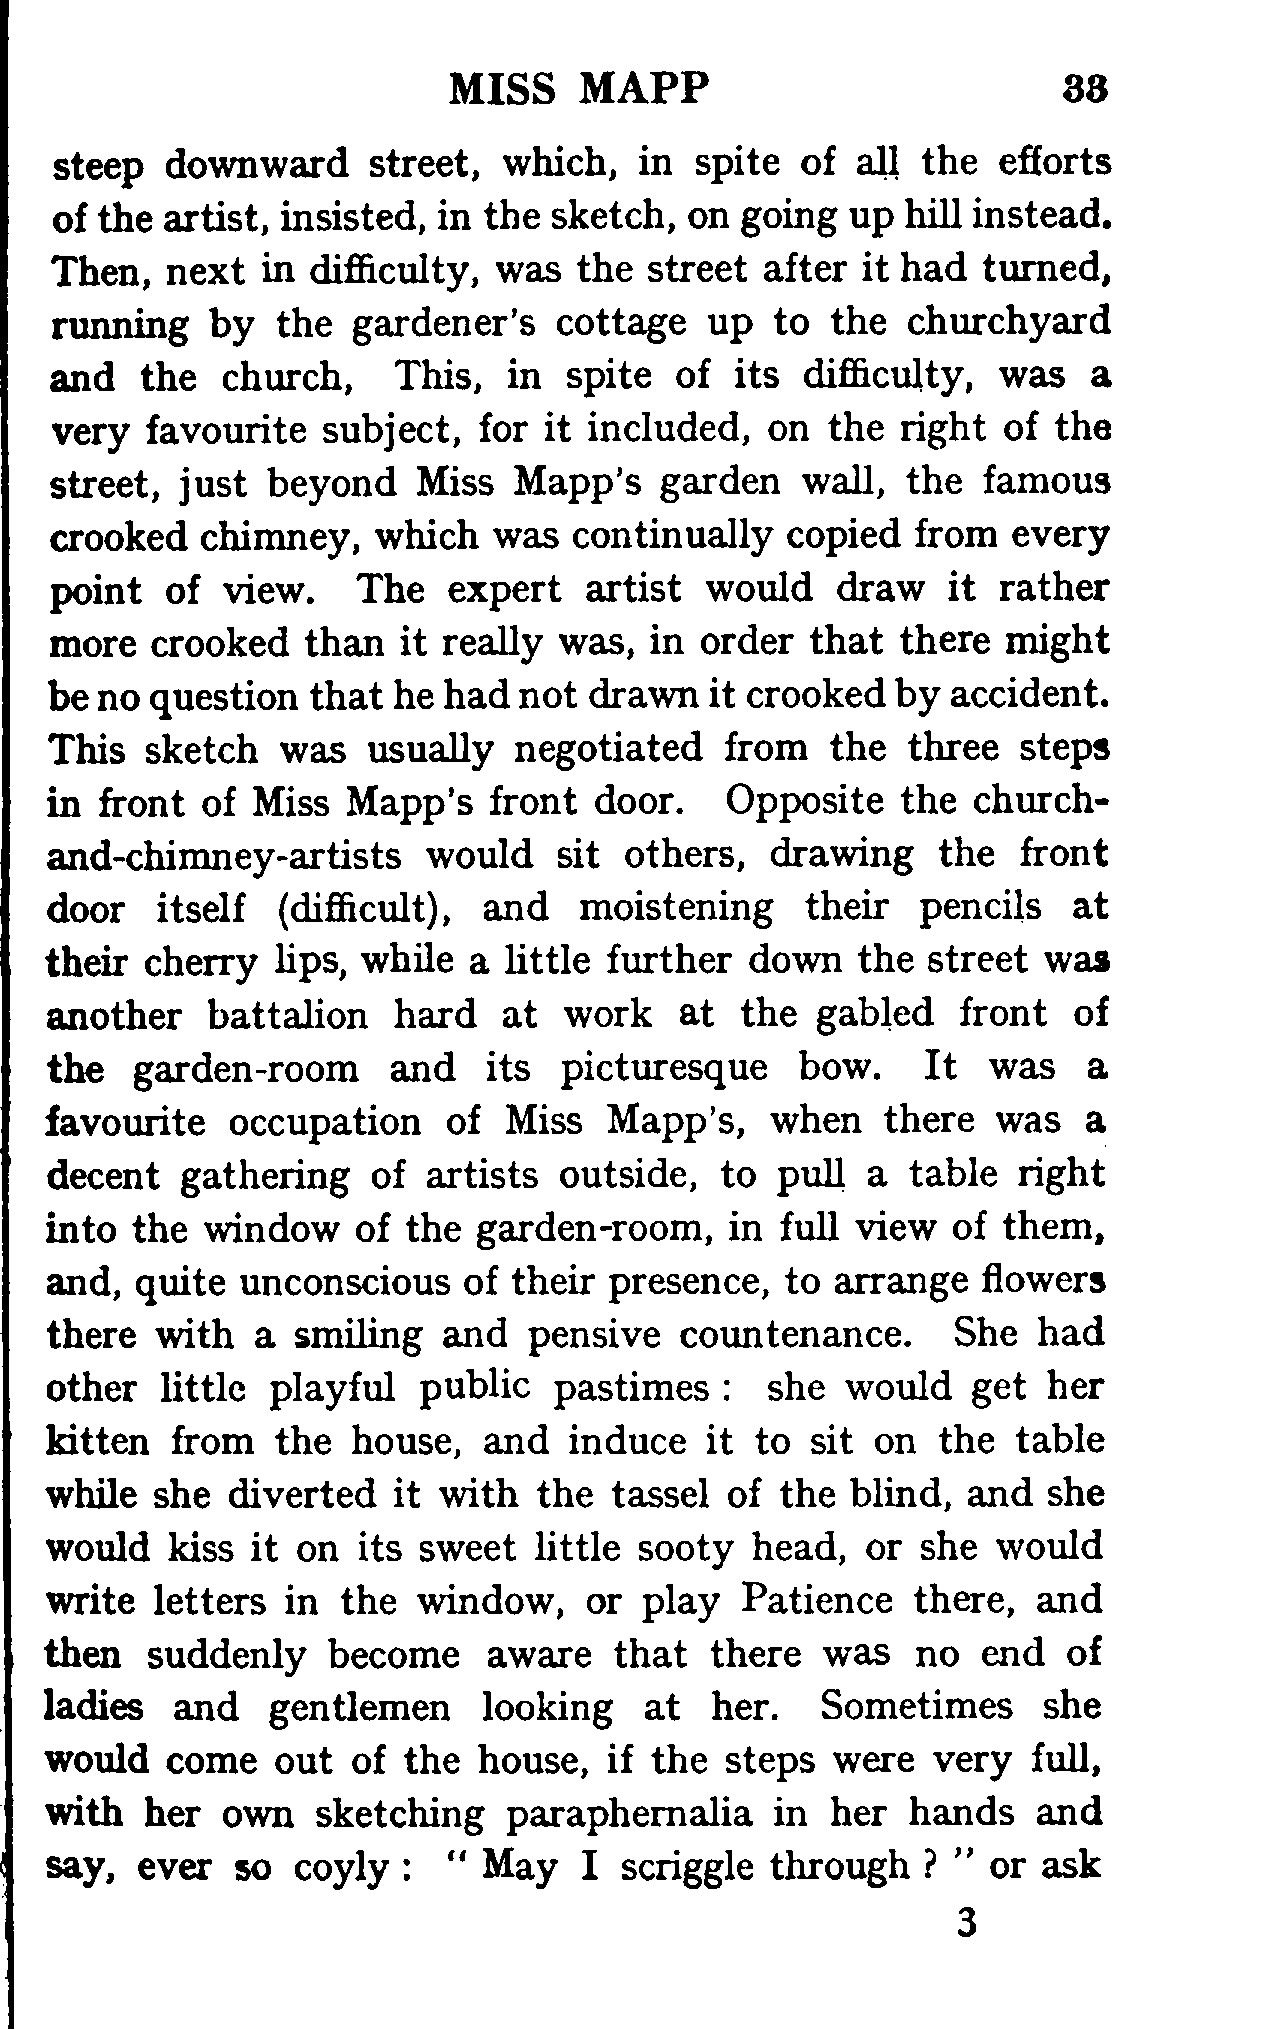 MISS MAPP 33
steep downward street, which, in spite of all the efforts
of the artist, insisted, in the sketch, on going up hill instead.
Then, next in difficulty, was the street after it had turned,
running by the gardener's cottage up to the churchyard
and the church, This, in spite of its difficulty, was a
very favourite subject, for it included, on the right of the
street, just beyond Miss Mapp's garden wall, the famous
crooked chimney, which was continually copied from every
point of view. The expert artist would draw it rather
more crooked than it really was, in order that there might
be no question that he had not drawn it crooked by accident.
This sketch was usually negotiated from the three steps
in front of Miss Mapp's front door. Opposite the church-
and-chimney-artists would sit others, drawing the front
door itself (difficult), and moistening their pencils at
their cherry lips, while a little further down the street was
another battalion hard at work at the gabled front of
the garden-room and its picturesque bow. It was a
favourite occupation of Miss Mapp's, when there was a
decent gathering of artists outside, to pull a table right
into the window of the garden-room, in full view of them,
and, quite unconscious of their presence, to arrange flowers
there with a smiling and pensive countenance. She had
other little playful public pastimes : she would get her
kitten from the house, and induce it to sit on the table
while she diverted it with the tassel of the blind, and she
would kiss it on its sweet little sooty head, or she would
write letters in the window, or play Patience there, and
then suddenly become aware that there was no end of
ladies and gentlemen looking at her. Sometimes she
would come out of the house, if the steps were very full,
with her own sketching paraphernalia in her hands and
say, ever so coyly : " May I scriggle through ? " or ask
3